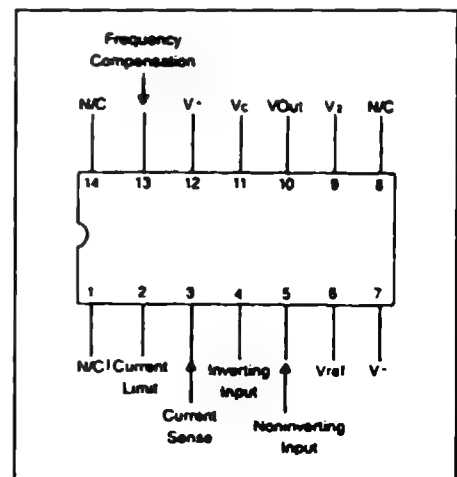 Frequency
Compensation
N/C V+ VC VOut VZ N/C
14 13 12 11 10 9 8
1 2 3 4 5 6 7
N/C Current Limit
Inverting Input
Vref V-
Current Sense
Noninverting Input